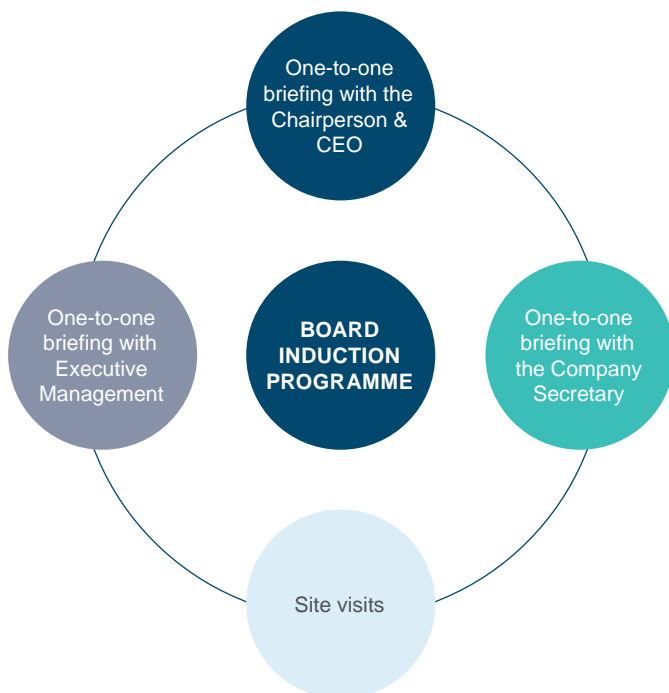 One-to-one
briefing with the
Chairperson &
CEO
One-to-one
briefing with
Executive
Management
BOARD
INDUCTION
PROGRAMME
One-to-one
briefing with
the Company
Secretary
Site visits